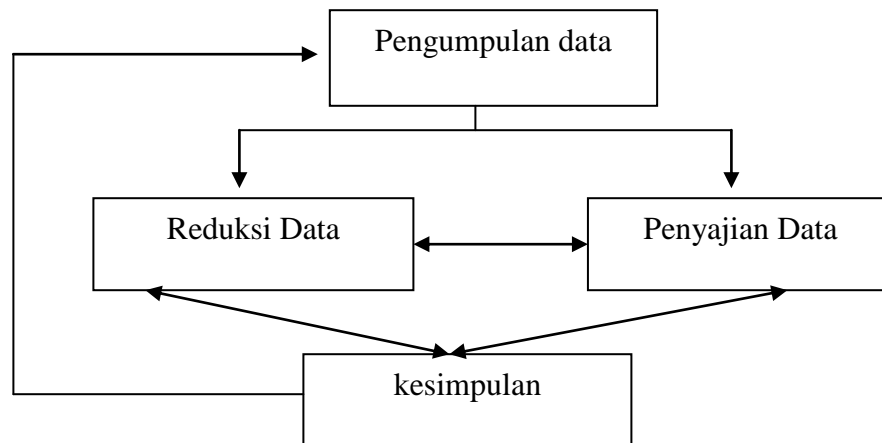 Pengumpulan data
Reduksi Data
Penyajian Data
kesimpulan